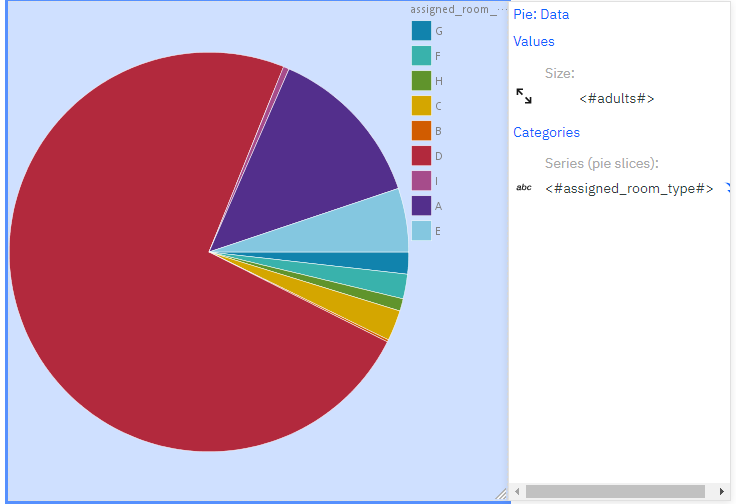 assigned_room_...
G
F
H
C
B
D
I
A
E
Pie: Data
Values
Size:
<#adults#>
Categories
Series (pie slices):
abc <#assigned_room_type#>